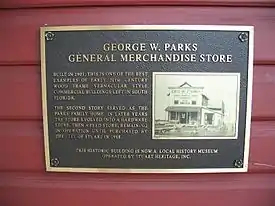 GEORGE W. PARKS
GENERAL MERCHANDISE STORE
BUILT IN 1901, THIS IS ONE OF THE BEST
EXAMPLES OF EARLY 20TH CENTURY
WOOD FRAME VERNACULAR STYLE
COMMERCIAL BUILDINGS LEFT IN SOUTH
FLORIDA.
THE SECOND STORY SERVED AS THE
PARKS FAMILY HOME. IN LATER YEARS
THE STORE EVOLVED INTO A HARDWARE
STORE, THEN A FEED STORE, REMAINING
IN OPERATION UNTIL PURCHASED BY
THE CITY OF STUART IN
THIS HISTORIC BUILDING IS NOW A LOCAL HISTORY MUSEUM
OPERATED BY STUART HERITAGE, INC.